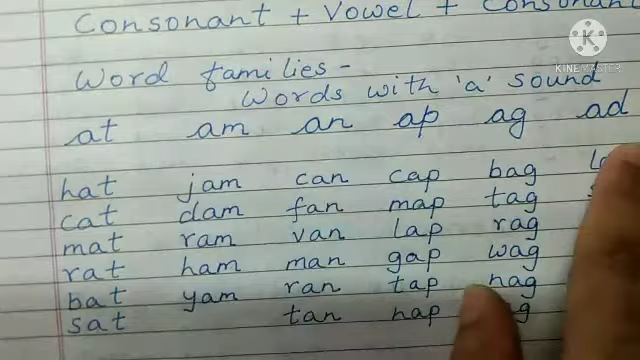 Consonant + Vowel + Consonant
KINEMASTER
Word families -
Words with 'a' sound
at am an ap ag ad
hat jam can cap bag
cat dam fan map tag
mat ram van lap rag
rat ham man gap wag
bat yam ran tap nag
sat tan nap